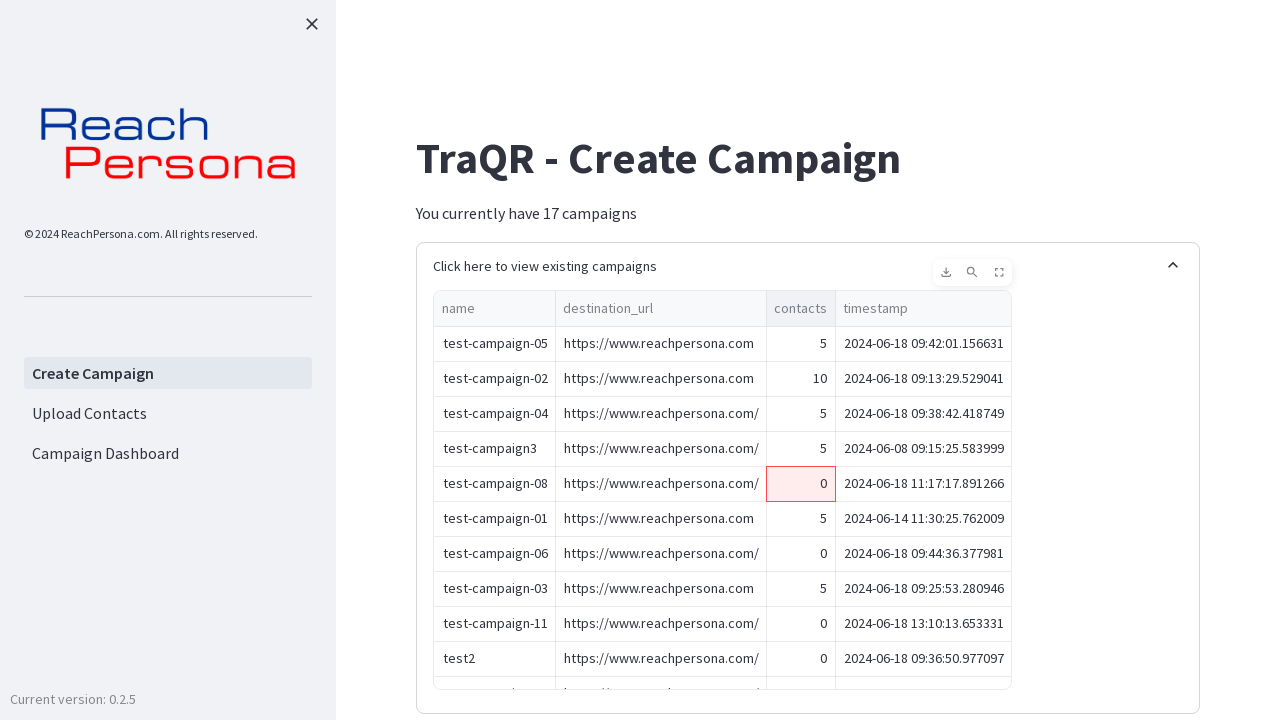 Reach
Persona
© 2024 ReachPersona.com. All rights reserved.
Create Campaign
Upload Contacts
Campaign Dashboard
Current version: 0.2.5
TraQR - Create Campaign
You currently have 17 campaigns
Click here to view existing campaigns
name destination_url contacts timestamp
test-campaign-05 https://www.reachpersona.com 5 2024-06-18 09:42:01.156631
test-campaign-02 https://www.reachpersona.com 10 2024-06-18 09:13:29.529041
test-campaign-04 https://www.reachpersona.com/ 5 2024-06-18 09:38:42.418749
test-campaign3 https://www.reachpersona.com/ 5 2024-06-08 09:15:25.583999
test-campaign-08 https://www.reachpersona.com/ 0 2024-06-18 11:17:17.891266
test-campaign-01 https://www.reachpersona.com 5 2024-06-14 11:30:25.762009
test-campaign-06 https://www.reachpersona.com/ 0 2024-06-18 09:44:36.377981
test-campaign-03 https://www.reachpersona.com 5 2024-06-18 09:25:53.280946
test-campaign-11 https://www.reachpersona.com/ 0 2024-06-18 13:10:13.653331
test2 https://www.reachpersona.com/ 0 2024-06-18 09:36:50.977097